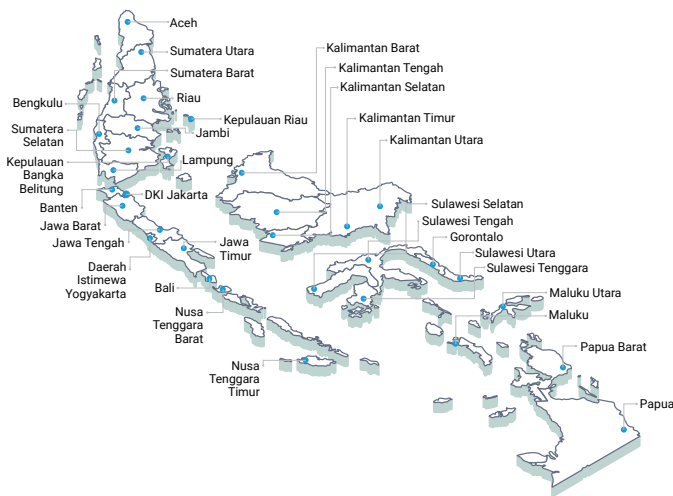 Aceh
Sumatera Utara
Sumatera Barat
Riau
Bengkulu
Kepulauan Riau
Jambi
Sumatera
Selatan
Lampung
Kepulauan
Bangka
Belitung
DKI Jakarta
Banten
Jawa Barat
Jawa Tengah
Jawa
Timur
Daerah
Istimewa
Yogyakarta
Bali
Nusa
Tenggara
Barat
Nusa
Tenggara
Timur
Kalimantan Barat
Kalimantan Tengah
Kalimantan Selatan
Kalimantan Timur
Kalimantan Utara
Sulawesi Selatan
Sulawesi Tengah
Gorontalo
Sulawesi Utara
Sulawesi Tenggara
Maluku Utara
Maluku
Papua Barat
Papua